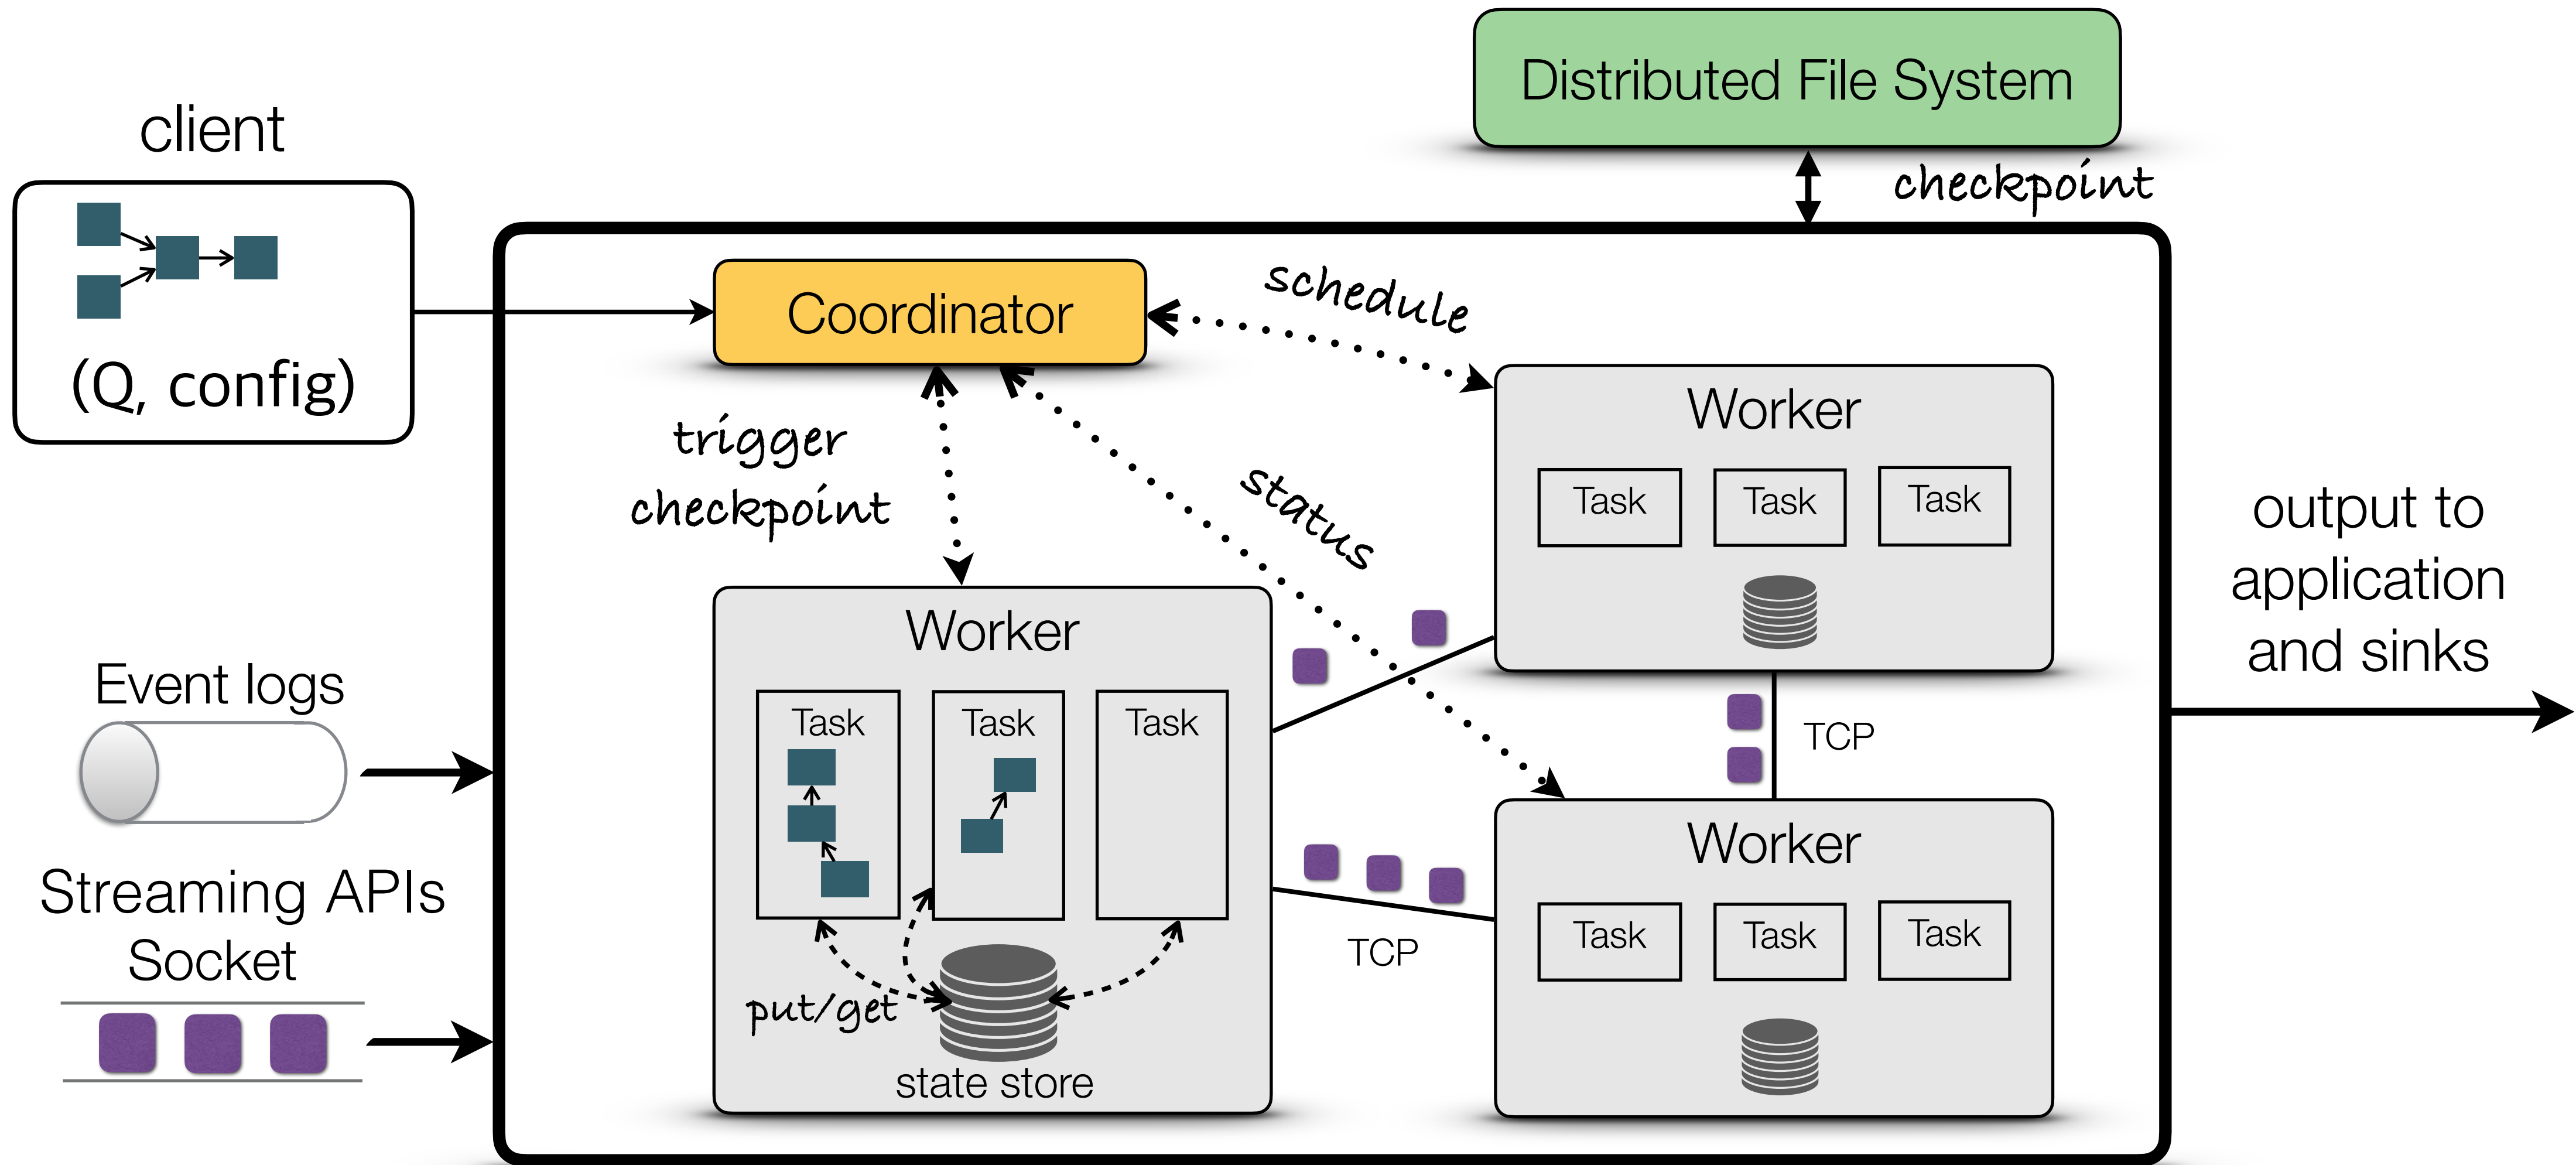 Distributed File System
checkpoint
client
(Q, config)
Coordinator
schedule
trigger
checkpoint
status
Worker
Task
Task
Task
output to
application
and sinks
Event logs
Streaming APIs
Socket
Worker
Task
Task
Task
put/get
state store
TCP
TCP
Worker
Task
Task
Task